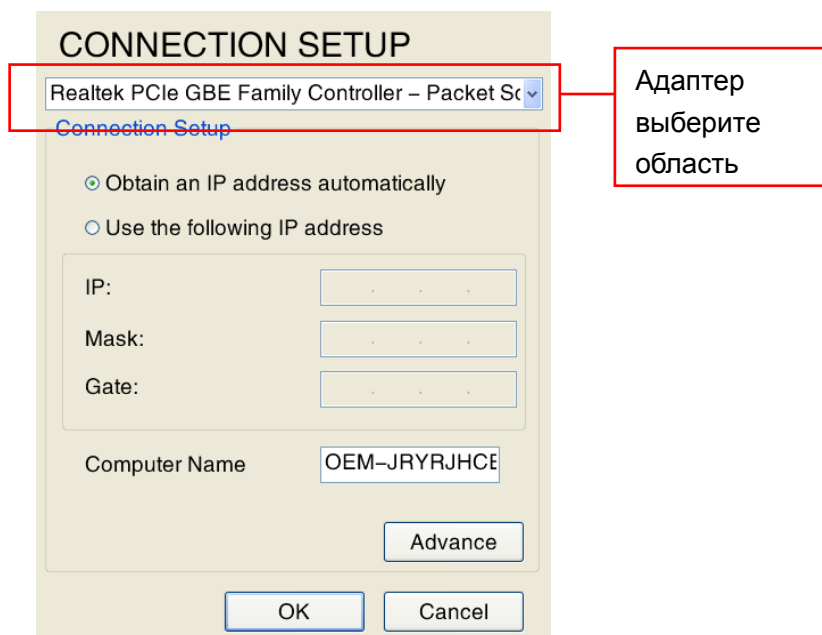 CONNECTION SETUP
Realtek PCIe GBE Family Controller – Packet Sc
Адаптер
выберите
область
Connection Setup
Obtain an IP address automatically
Use the following IP address
IP:
Mask:
Gate:
Computer Name
OEM–JRYRJHCE
Advance
OK
Cancel